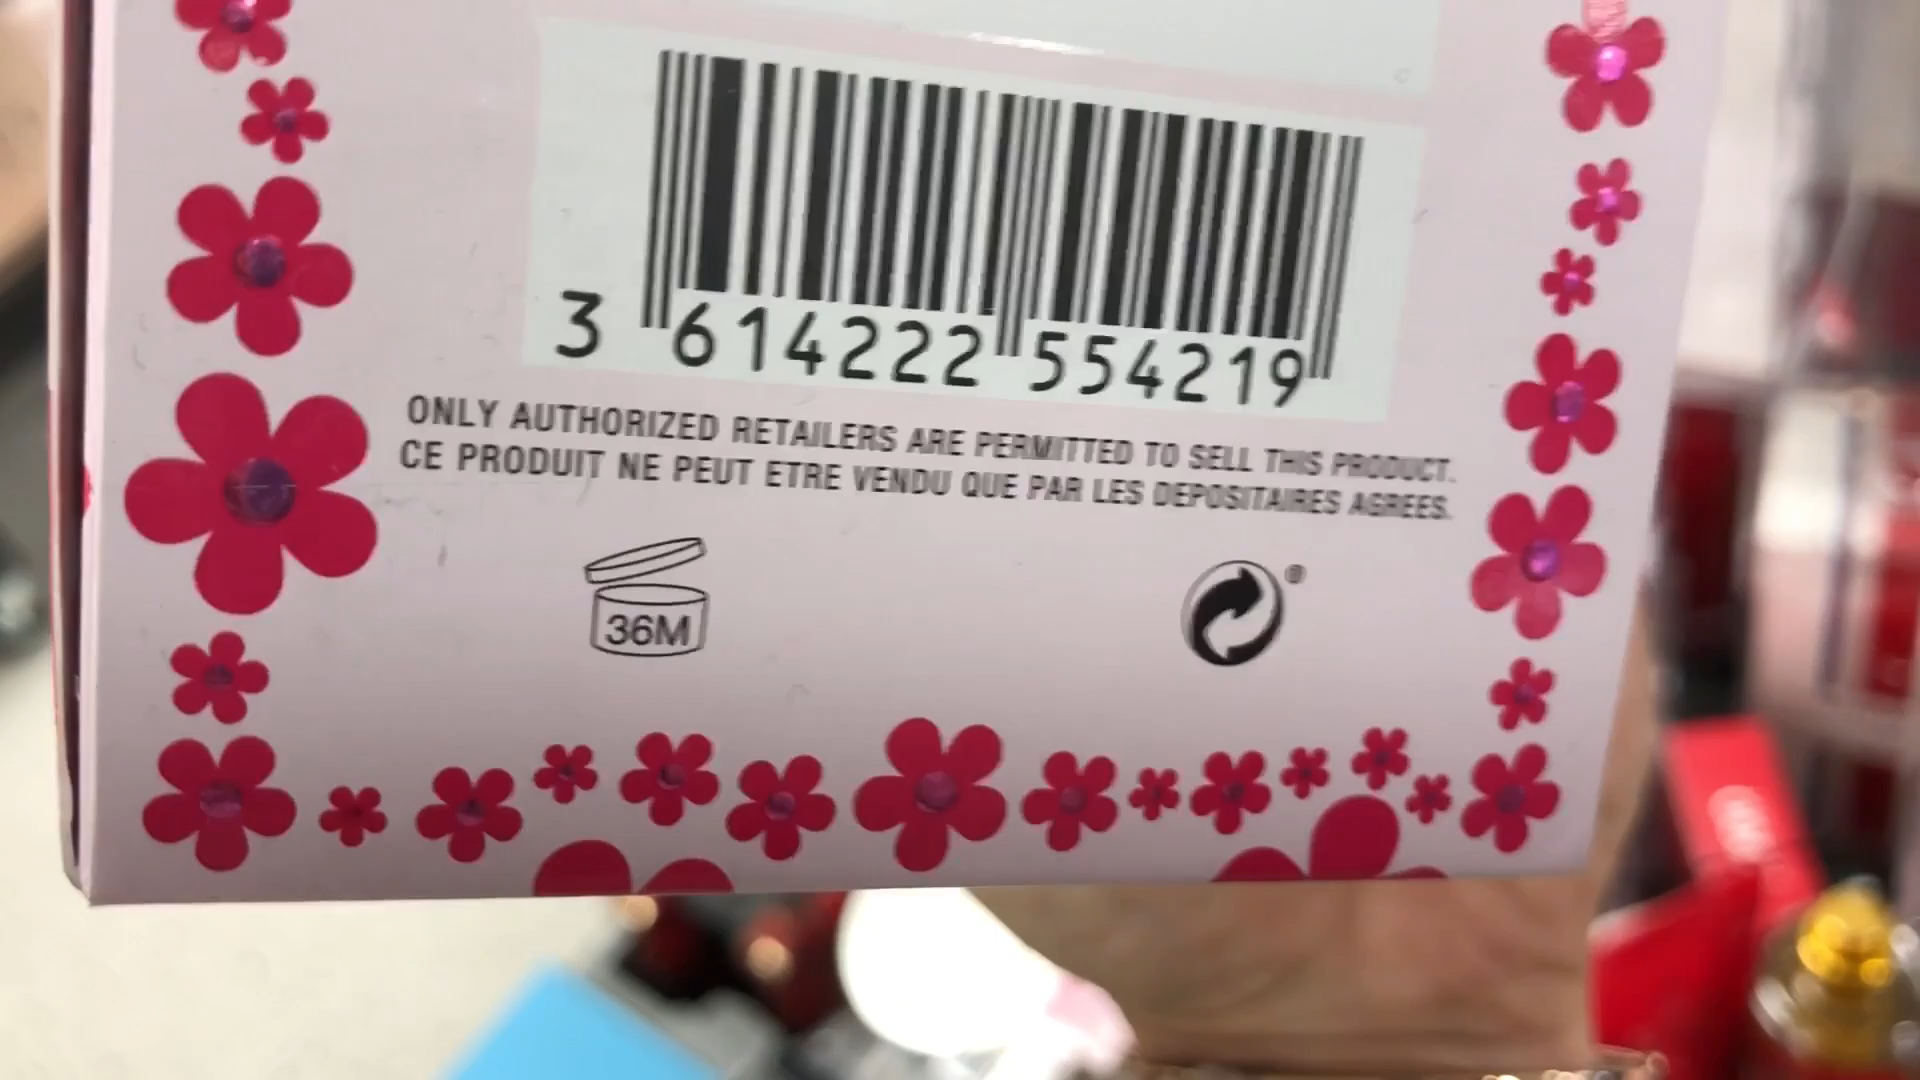 3 614222 554219
ONLY AUTHORIZED RETAILERS ARE PERMITTED TO SELL THIS PRODUCT.
CE PRODUIT NE PEUT ETRE VENDU QUE PAR LES DEPOSITAIRES AGREES.
36M
®